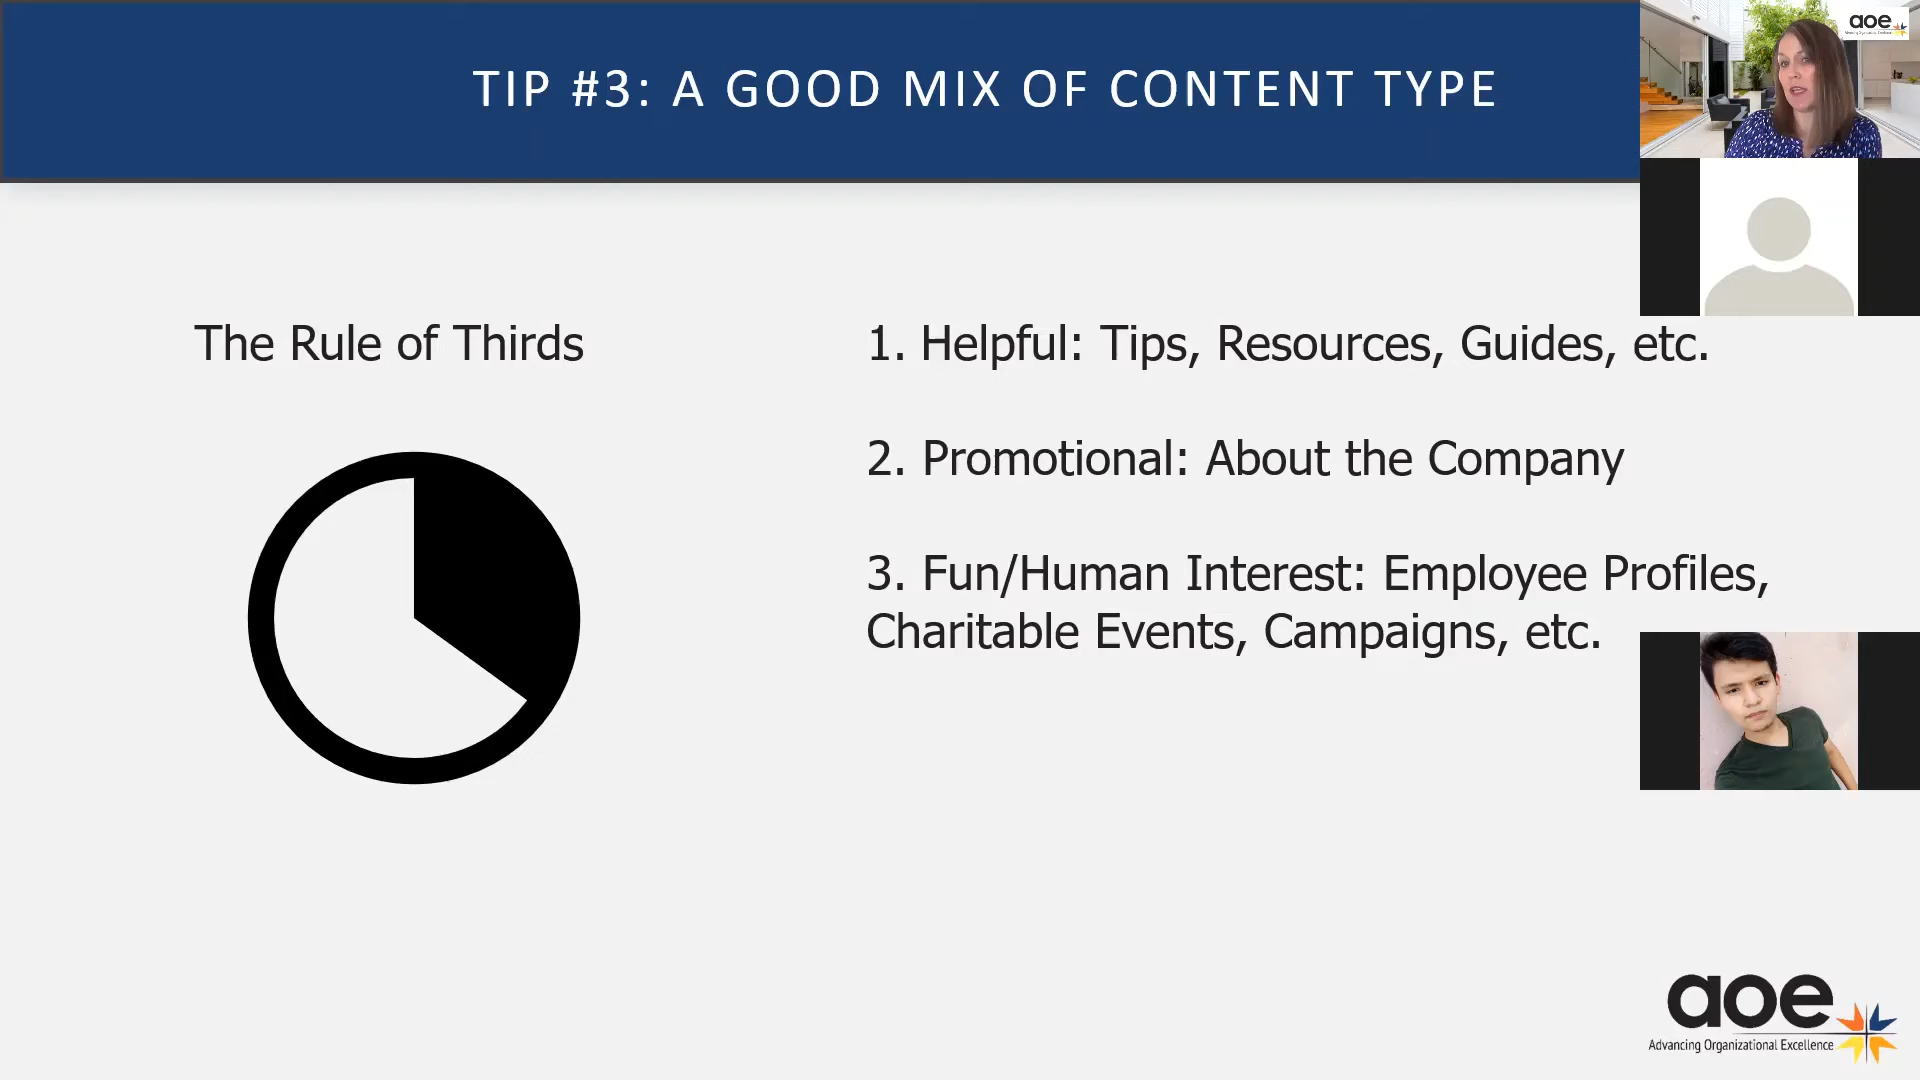 TIP #3: A GOOD MIX OF CONTENT TYPE
aoe
The Rule of Thirds
1. Helpful: Tips, Resources, Guides, etc.
2. Promotional: About the Company
3. Fun/Human Interest: Employee Profiles,
Charitable Events, Campaigns, etc.
aoe
Advancing Organizational Excellence